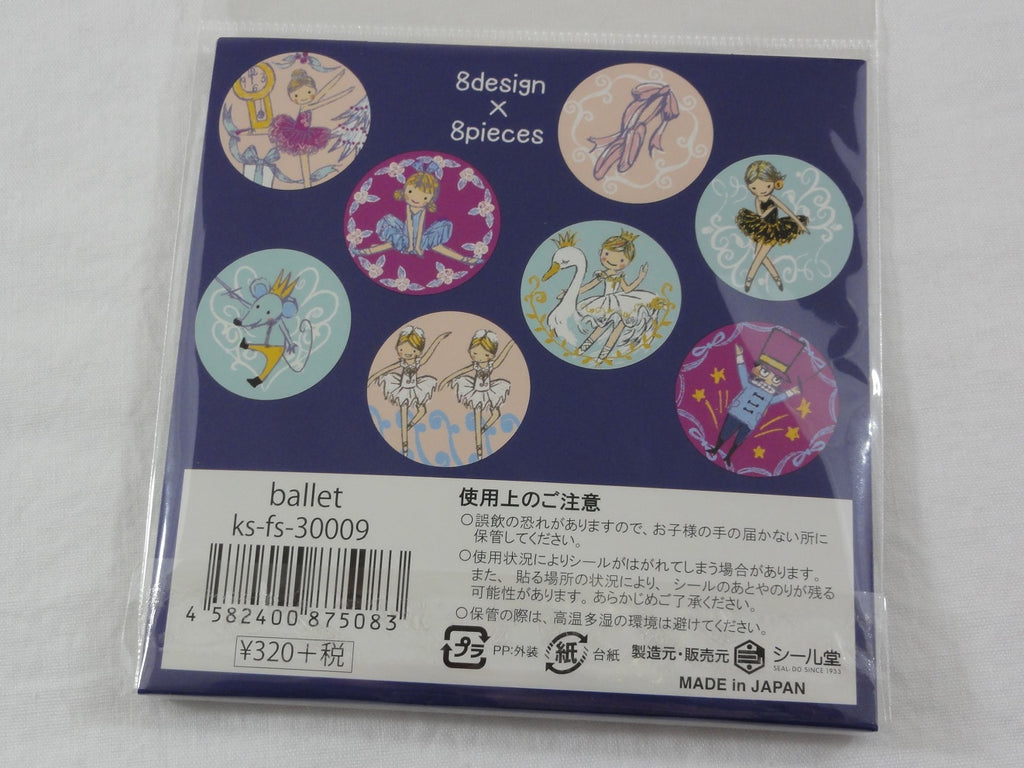 8design
×
8pieces
ballet
ks-fs-30009
4 582400 875083
¥320＋税
使用上のご注意
○誤飲の恐れがありますので、お子様の手の届かない所に
保管してください。
○使用状況によりシールがはがれてしまう場合があります。
また、貼る場所の状況により、シールのあとやのりが残る
可能性があります。あらかじめご了承ください。
○保管の際は、高温多湿の環境は避けてください。
プラ PP:外装 紙 台紙 製造元・販売元 シール堂
SEAL-DO SINCE 1933
MADE in JAPAN